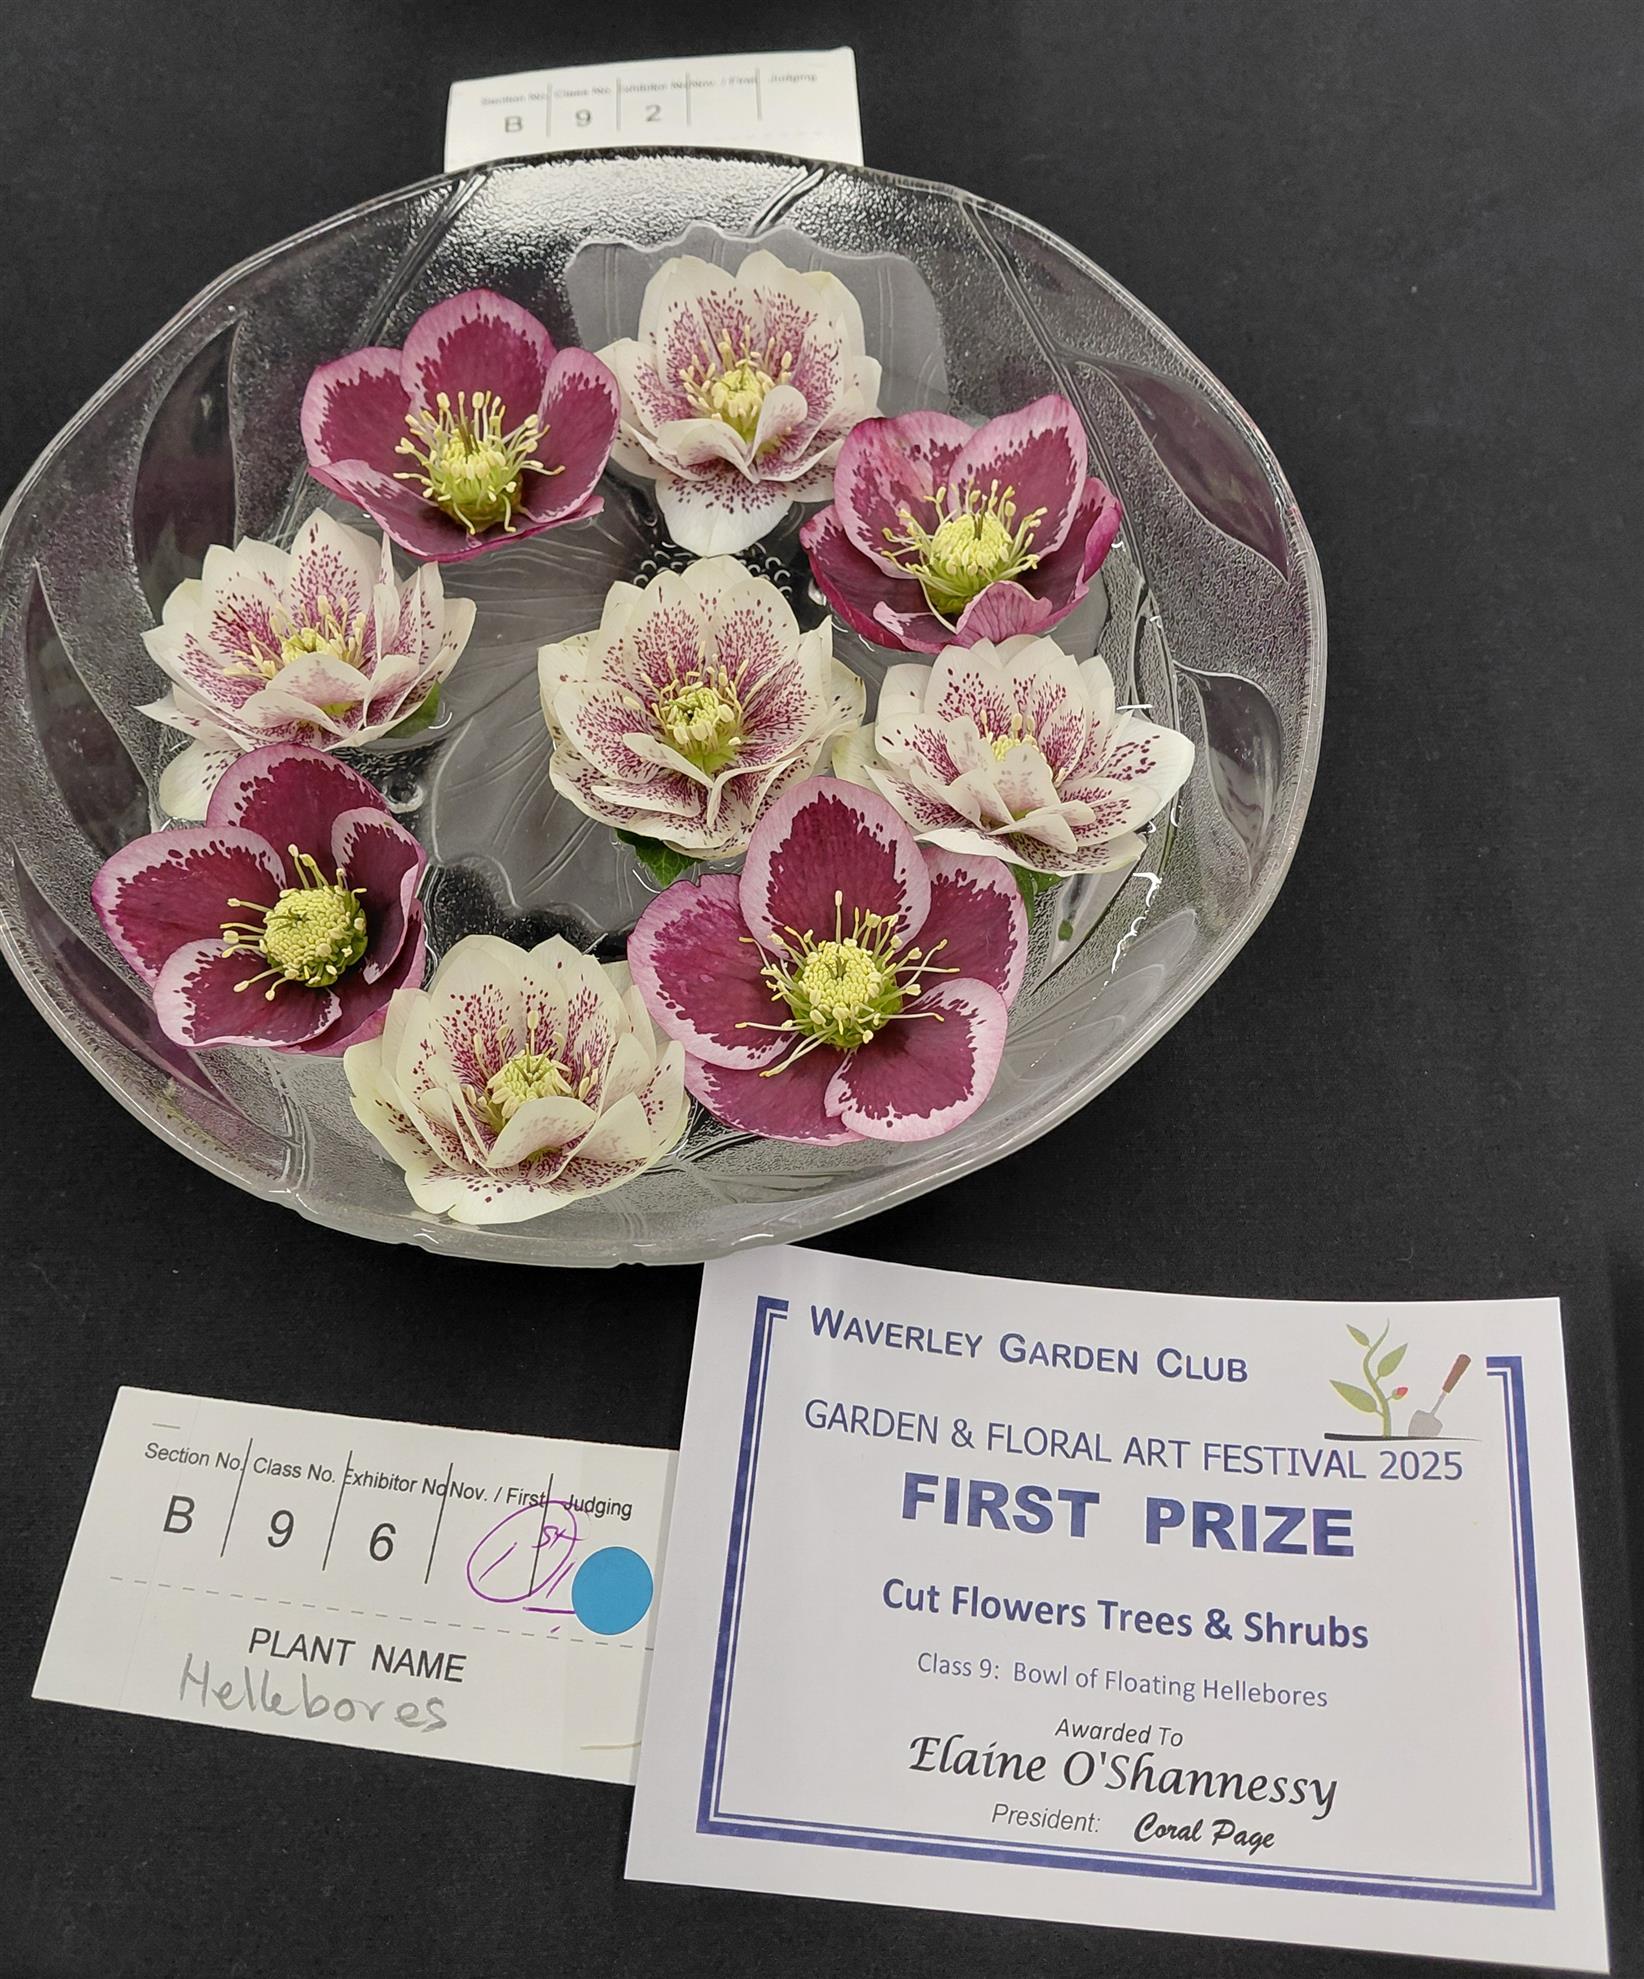 Section No. Class No. Exhibitor No Nov. / First Judging
B 9 2
WAVERLEY GARDEN CLUB
GARDEN & FLORAL ART FESTIVAL 2025
FIRST PRIZE
Cut Flowers Trees & Shrubs
Class 9: Bowl of Floating Hellebores
Awarded To
Elaine O'Shannessy
President: Coral Page
Section No. Class No. Exhibitor No Nov. / First Judging
B 9 6 1st
PLANT NAME
Hellebores